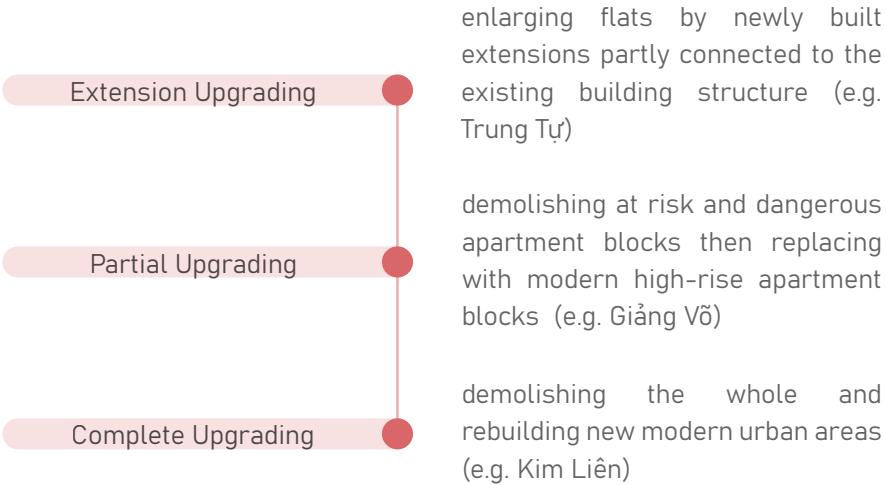 Extension Upgrading
enlarging flats by newly built
extensions partly connected to the
existing building structure (e.g.
Trung Tự)
Partial Upgrading
demolishing at risk and dangerous
apartment blocks then replacing
with modern high-rise apartment
blocks (e.g. Giảng Võ)
Complete Upgrading
demolishing the whole and
rebuilding new modern urban areas
(e.g. Kim Liên)